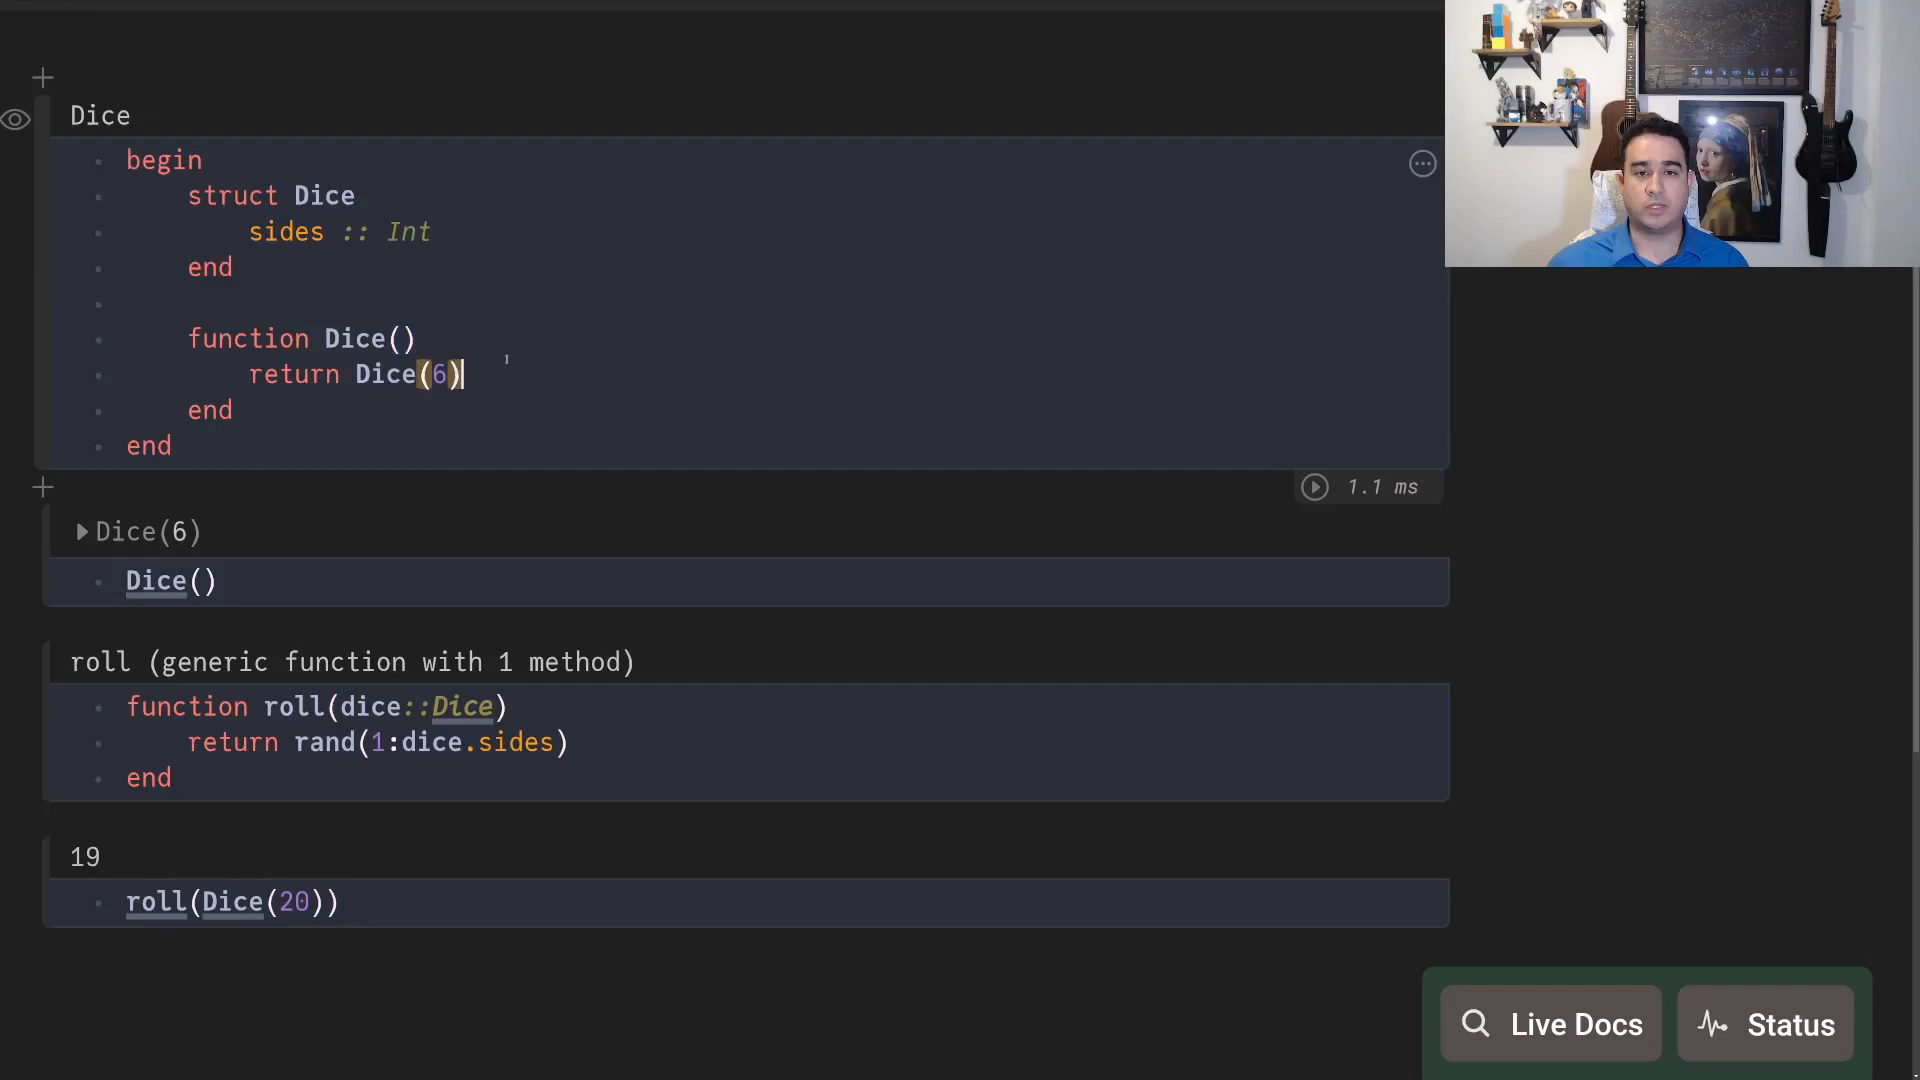 Dice
begin
struct Dice
sides :: Int
end
function Dice()
return Dice(6)
end
end
1.1 ms
Dice(6)
Dice()
roll (generic function with 1 method)
function roll(dice::Dice)
return rand(1:dice.sides)
end
19
roll(Dice(20))
Live Docs
Status